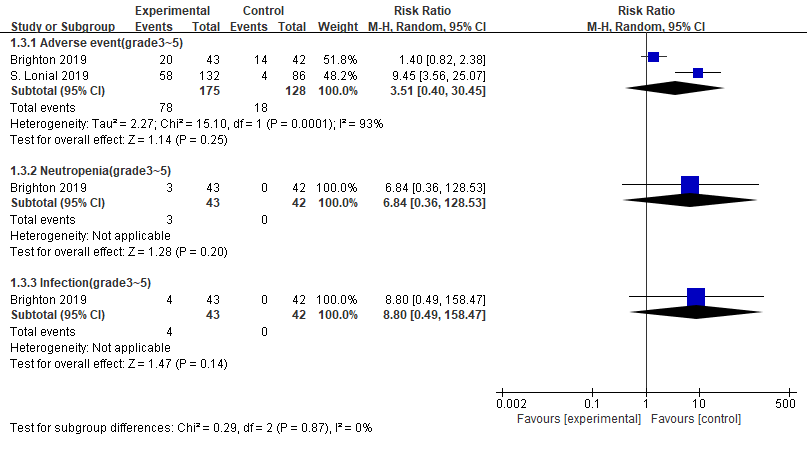 Experimental Control Risk Ratio Risk Ratio
Study or Subgroup Events Total Events Total Weight M-H, Random, 95% CI M-H, Random, 95% CI
1.3.1 Adverse event(grade3~5)
Brighton 2019 20 43 14 42 51.8% 1.40 [0.82, 2.38]
S. Lonial 2019 58 132 4 86 48.2% 9.45 [3.56, 25.07]
Subtotal (95% CI) 175 128 100.0% 3.51 [0.40, 30.45]
Total events 78 18
Heterogeneity: Tau² = 2.27; Chi² = 15.10, df = 1 (P = 0.0001); I² = 93%
Test for overall effect: Z = 1.14 (P = 0.25)
1.3.2 Neutropenia(grade3~5)
Brighton 2019 3 43 0 42 100.0% 6.84 [0.36, 128.53]
Subtotal (95% CI) 43 42 100.0% 6.84 [0.36, 128.53]
Total events 3 0
Heterogeneity: Not applicable
Test for overall effect: Z = 1.28 (P = 0.20)
1.3.3 Infection(grade3~5)
Brighton 2019 4 43 0 42 100.0% 8.80 [0.49, 158.47]
Subtotal (95% CI) 43 42 100.0% 8.80 [0.49, 158.47]
Total events 4 0
Heterogeneity: Not applicable
Test for overall effect: Z = 1.47 (P = 0.14)
0.002 0.1 1 10 500
Favours [experimental] Favours [control]
Test for subgroup differences: Chi² = 0.29, df = 2 (P = 0.87), I² = 0%